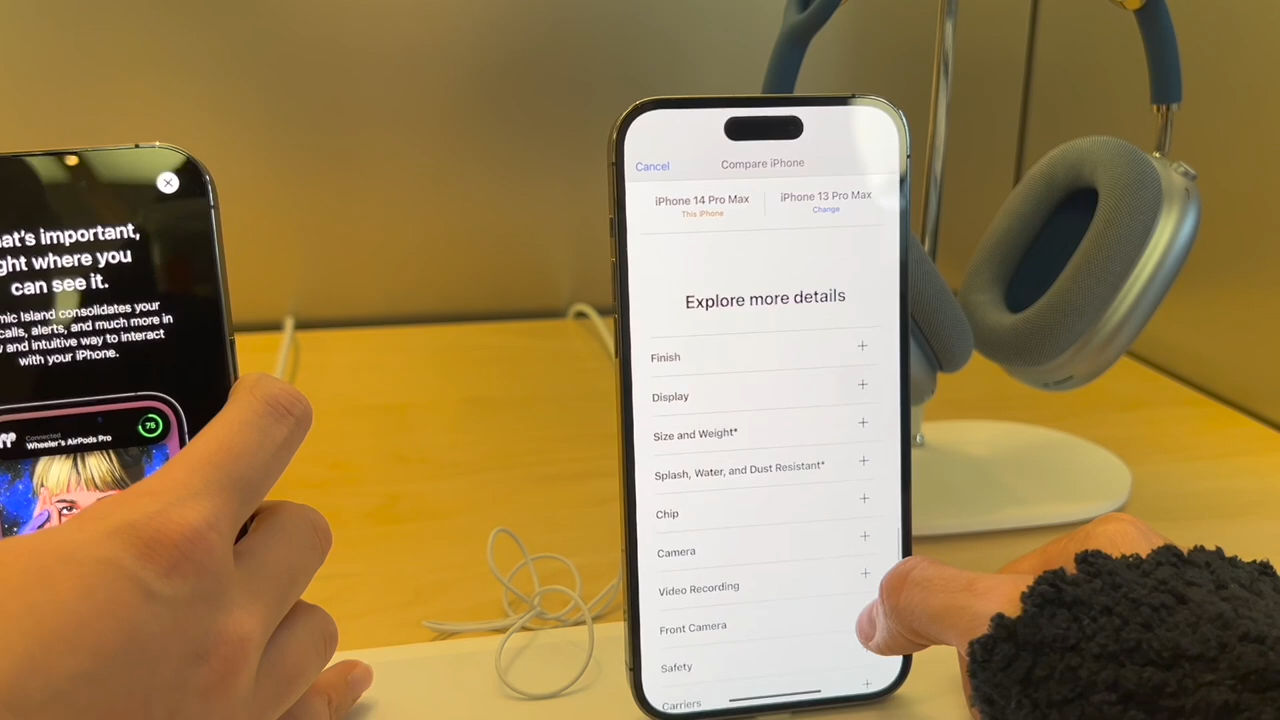 at's important,
ght where you
can see it.
mic Island consolidates your
calls, alerts, and much more in
and intuitive way to interact
with your iPhone.
Connected
Wheeler's AirPods Pro
75
Cancel
Compare iPhone
iPhone 14 Pro Max
This iPhone
iPhone 13 Pro Max
Change
Explore more details
Finish +
Display +
Size and Weight* +
Splash, Water, and Dust Resistant* +
Chip +
Camera +
Video Recording +
Front Camera
Safety
Carriers +